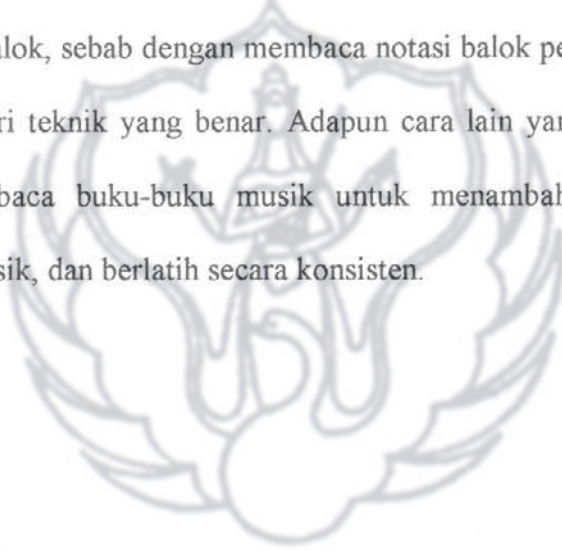 alok, sebab dengan membaca notasi balok pe
ri teknik yang benar. Adapun cara lain yan
baca buku-buku musik untuk menambah
sik, dan berlatih secara konsisten.